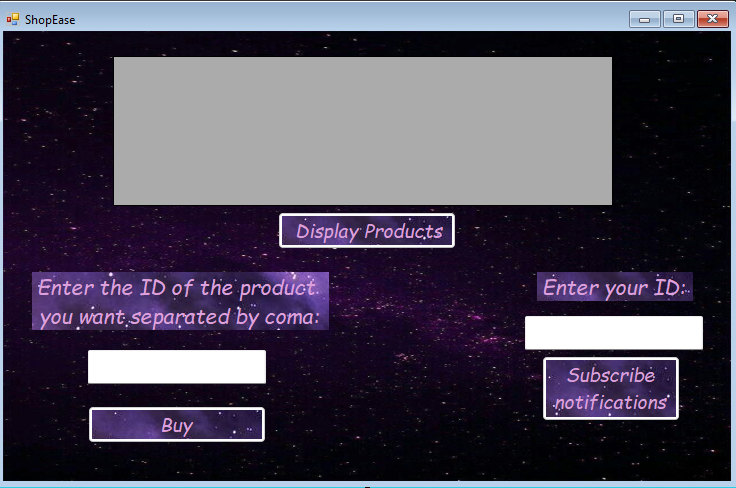 ShopEase
Display Products
Enter the ID of the product
you want separated by coma:
Enter your ID:
Subscribe
notifications
Buy